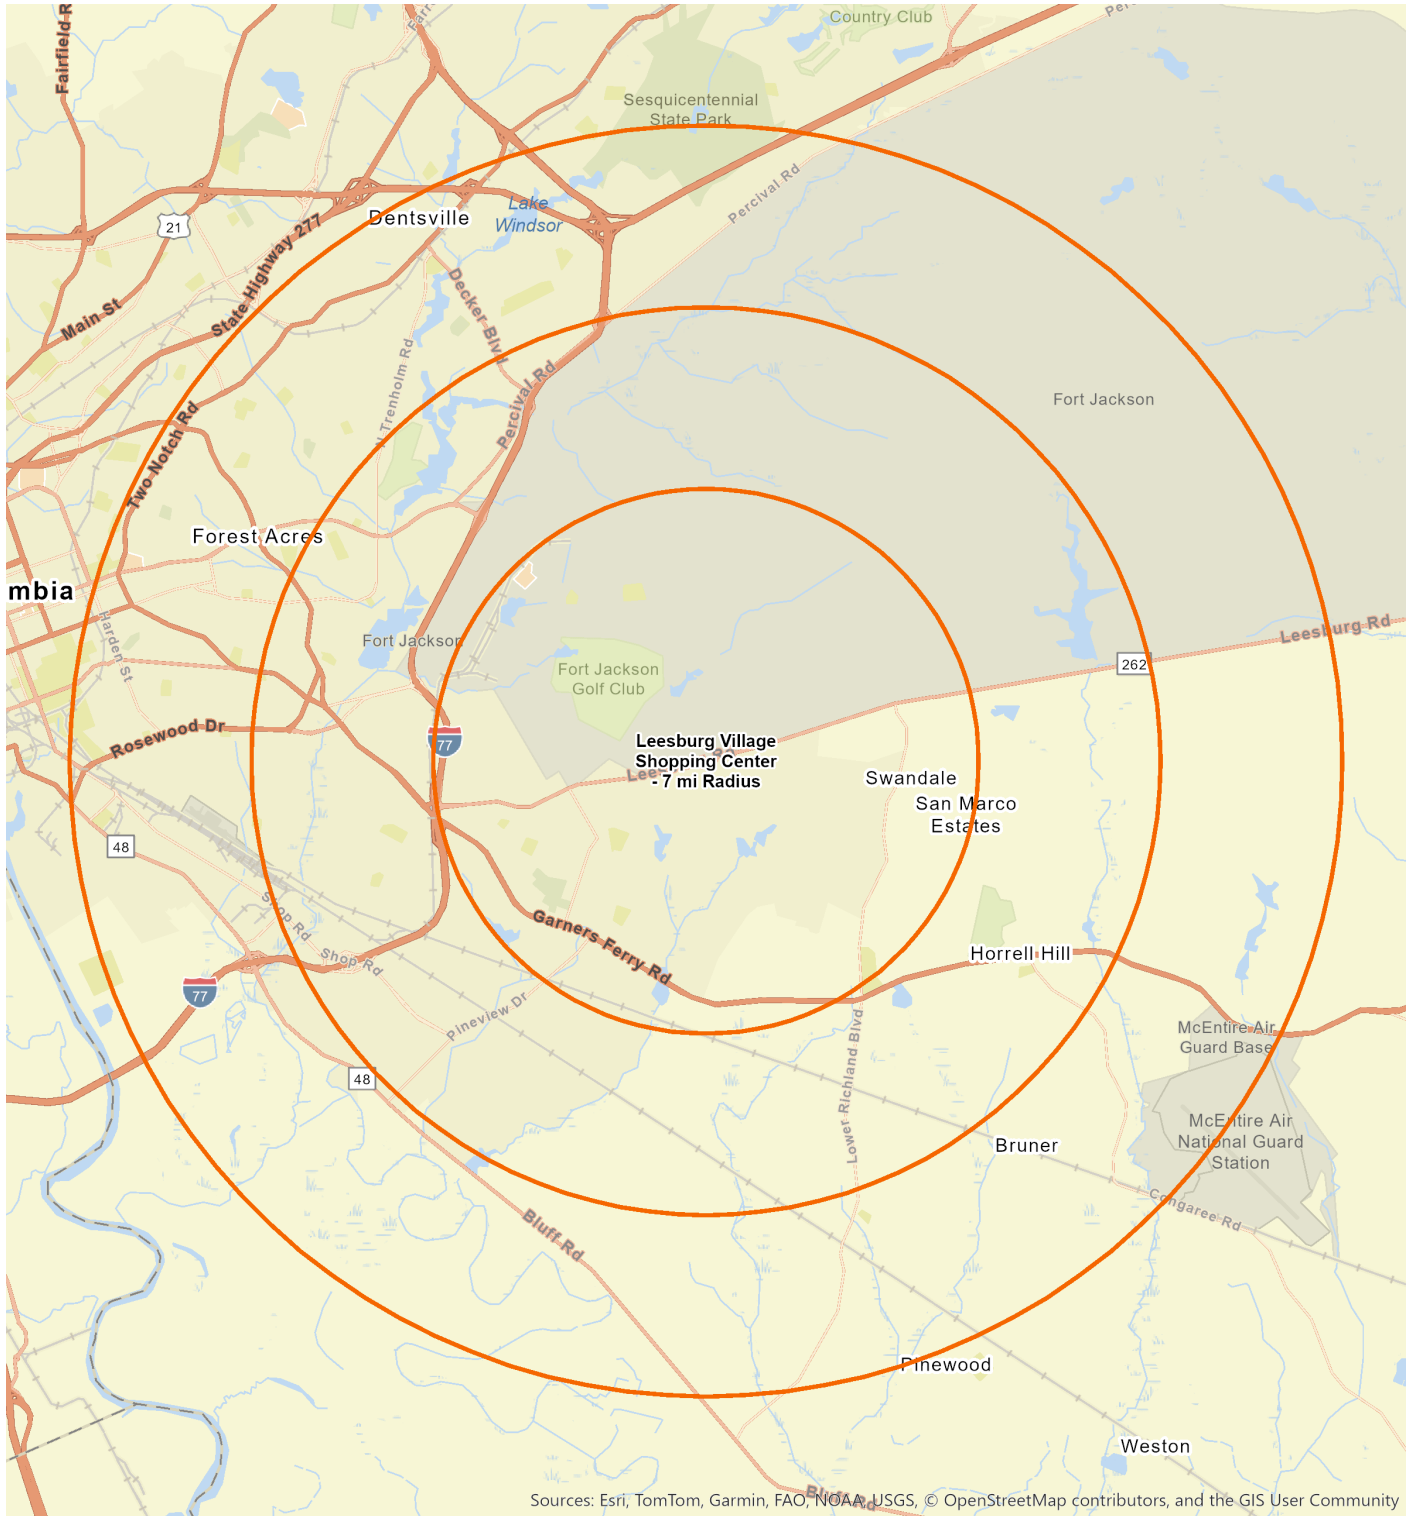 Fairfield R
Farr
Country Club
Per
Sesquicentennial
State Park
Percival Rd
Lake
Windsor
Dentsville
21
State Highway 277
Main St
Decker Blvd
N Trenholm Rd
Percival Rd
Two Notch Rd
Fort Jackson
Forest Acres
mbia
Harden St
Fort Jackson
Leesburg Rd
262
Fort Jackson
Golf Club
Rosewood Dr
77
Leesburg Village
Shopping Center
- 7 mi Radius
Swandale
San Marco
Estates
48
Shop Rd
Shop Rd
Garners Ferry Rd
Horrell Hill
77
Pineview Dr
Lower Richland Blvd
McEntire Air
Guard Base
48
McEntire Air
National Guard
Station
Bruner
Congaree Rd
Bluff Rd
Pinewood
Weston
Bluff Rd
Sources: Esri, TomTom, Garmin, FAO, NOAA, USGS, © OpenStreetMap contributors, and the GIS User Community